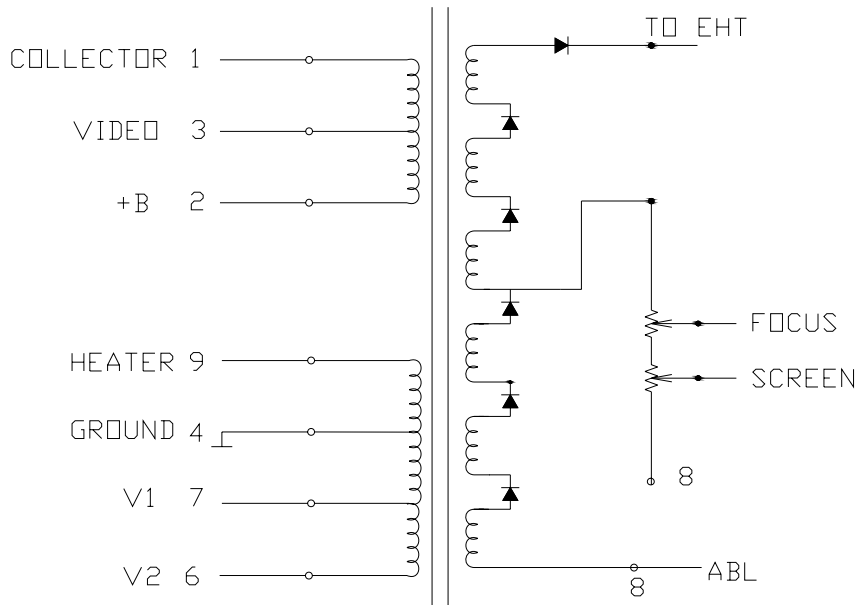 COLLECTOR 1
VIDEO 3
+B 2
HEATER 9
GROUND 4
V1 7
V2 6
TO EHT
FOCUS
SCREEN
8
ABL
8